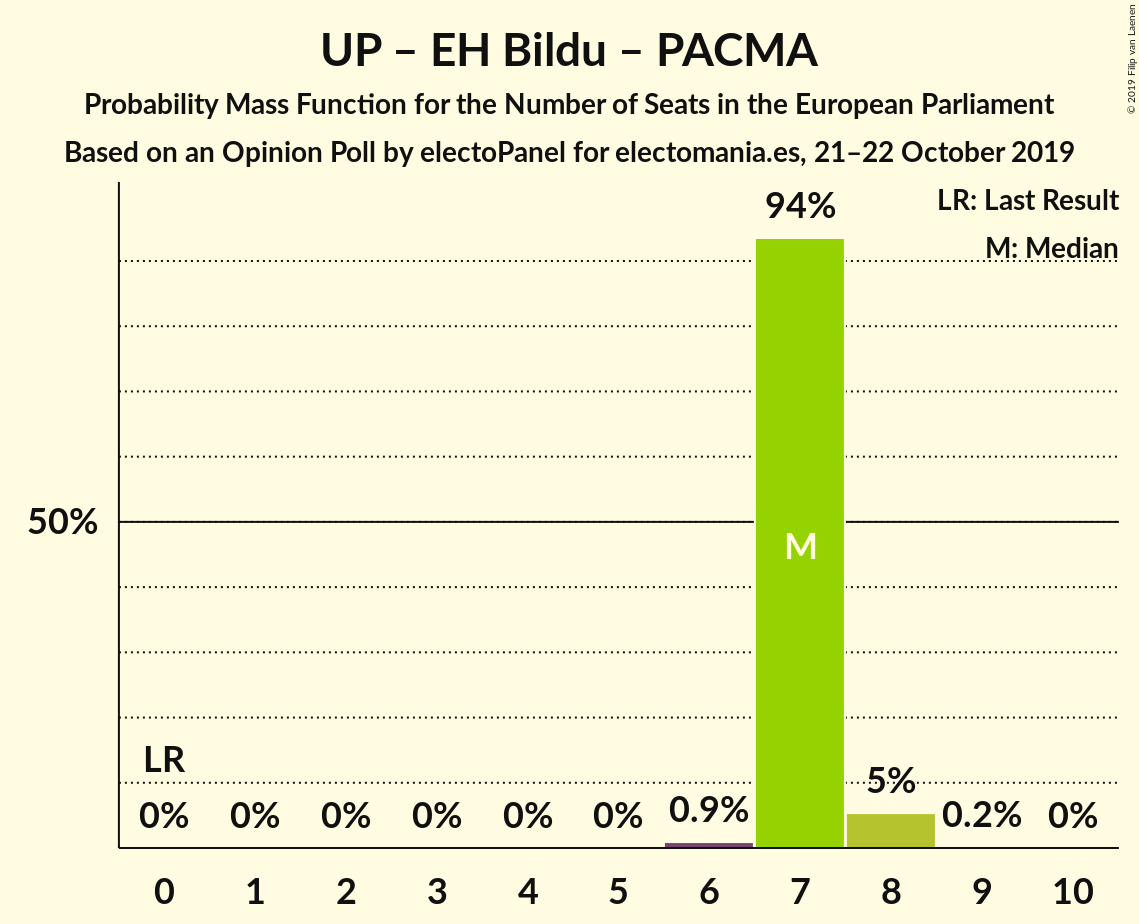 UP – EH Bildu – PACMA
Probability Mass Function for the Number of Seats in the European Parliament
Based on an Opinion Poll by electoPanel for electomania.es, 21–22 October 2019
© 2019 Filip van Laenen
LR: Last Result
M: Median
94%
50%
M
LR
0% 0% 0% 0% 0% 0% 0.9% 5% 0.2% 0%
0 1 2 3 4 5 6 7 8 9 10